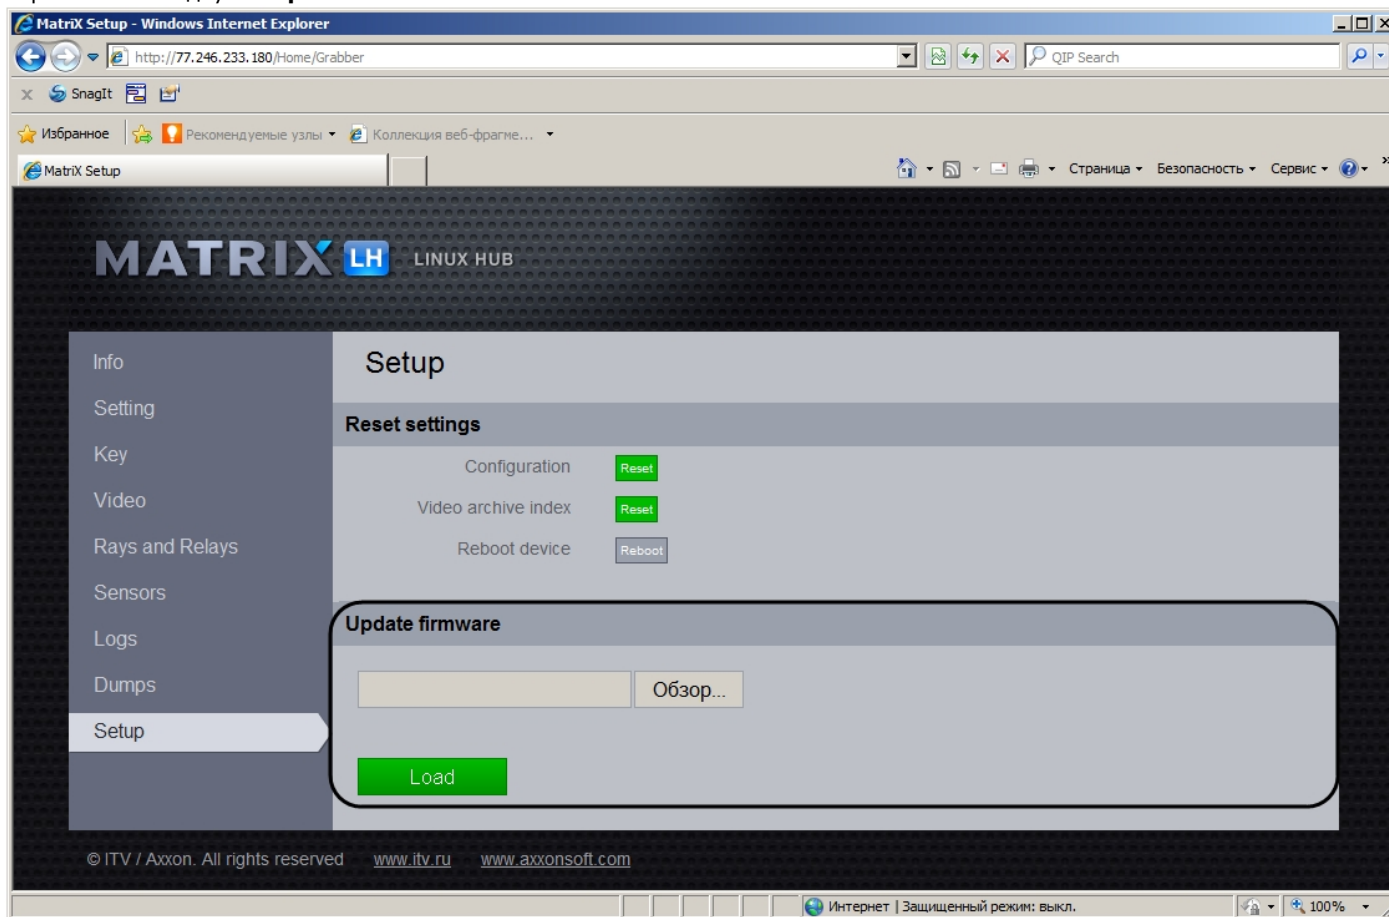 MatriX Setup - Windows Internet Explorer
http://77.246.233.180/Home/Grabber
QIP Search
x SnagIt
Избранное Рекомендуемые узлы Коллекция веб-фрагме...
MatriX Setup
Страница Безопасность Сервис
MATRIX LH LINUX HUB
Info
Setting
Key
Video
Rays and Relays
Sensors
Logs
Dumps
Setup
Setup
Reset settings
Configuration Reset
Video archive index Reset
Reboot device Reboot
Update firmware
Обзор...
Load
© ITV / Axxon. All rights reserved www.itv.ru www.axxonsoft.com
Интернет | Защищенный режим: выкл. 100%